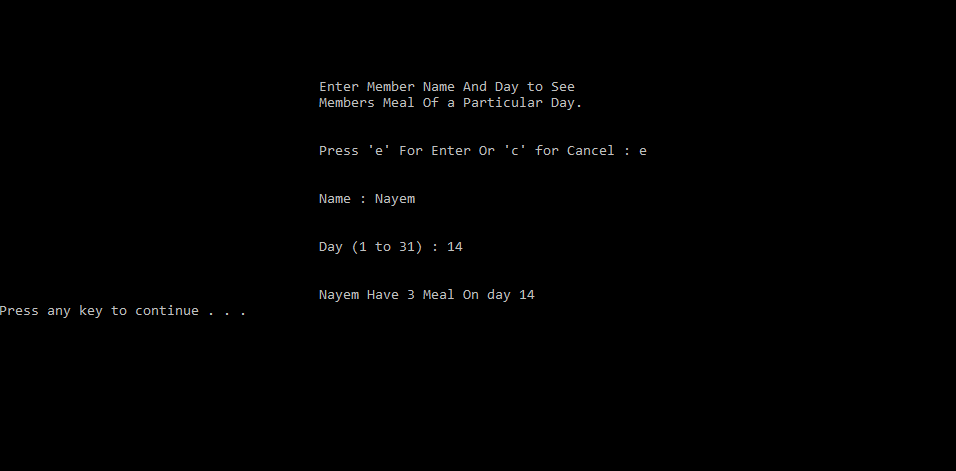 Enter Member Name And Day to See
Members Meal Of a Particular Day.
Press 'e' For Enter Or 'c' for Cancel : e
Name : Nayem
Day (1 to 31) : 14
Nayem Have 3 Meal On day 14
Press any key to continue . . .